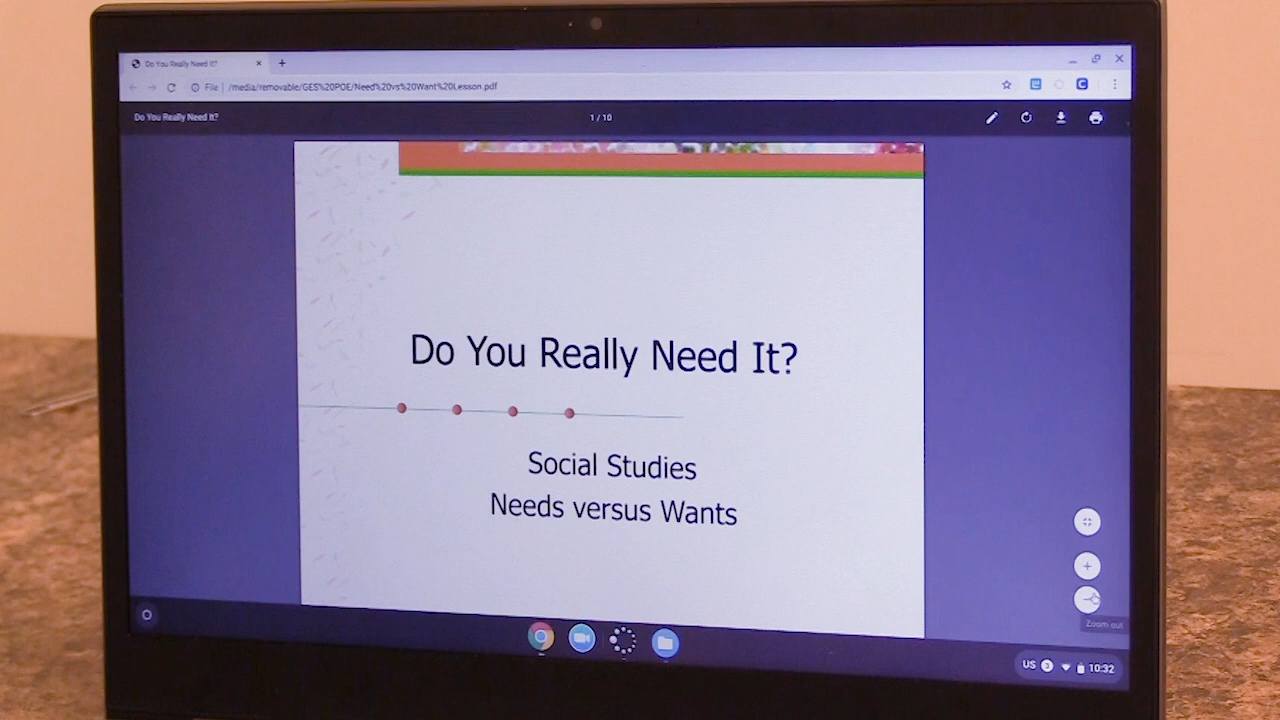 Do You Really Need It?
File /media/removable/GES%20POE/Need%20vs%20Want%20Lesson.pdf
Do You Really Need It?
1 / 10
Do You Really Need It?
Social Studies
Needs versus Wants
Zoom out
US 3 10:32